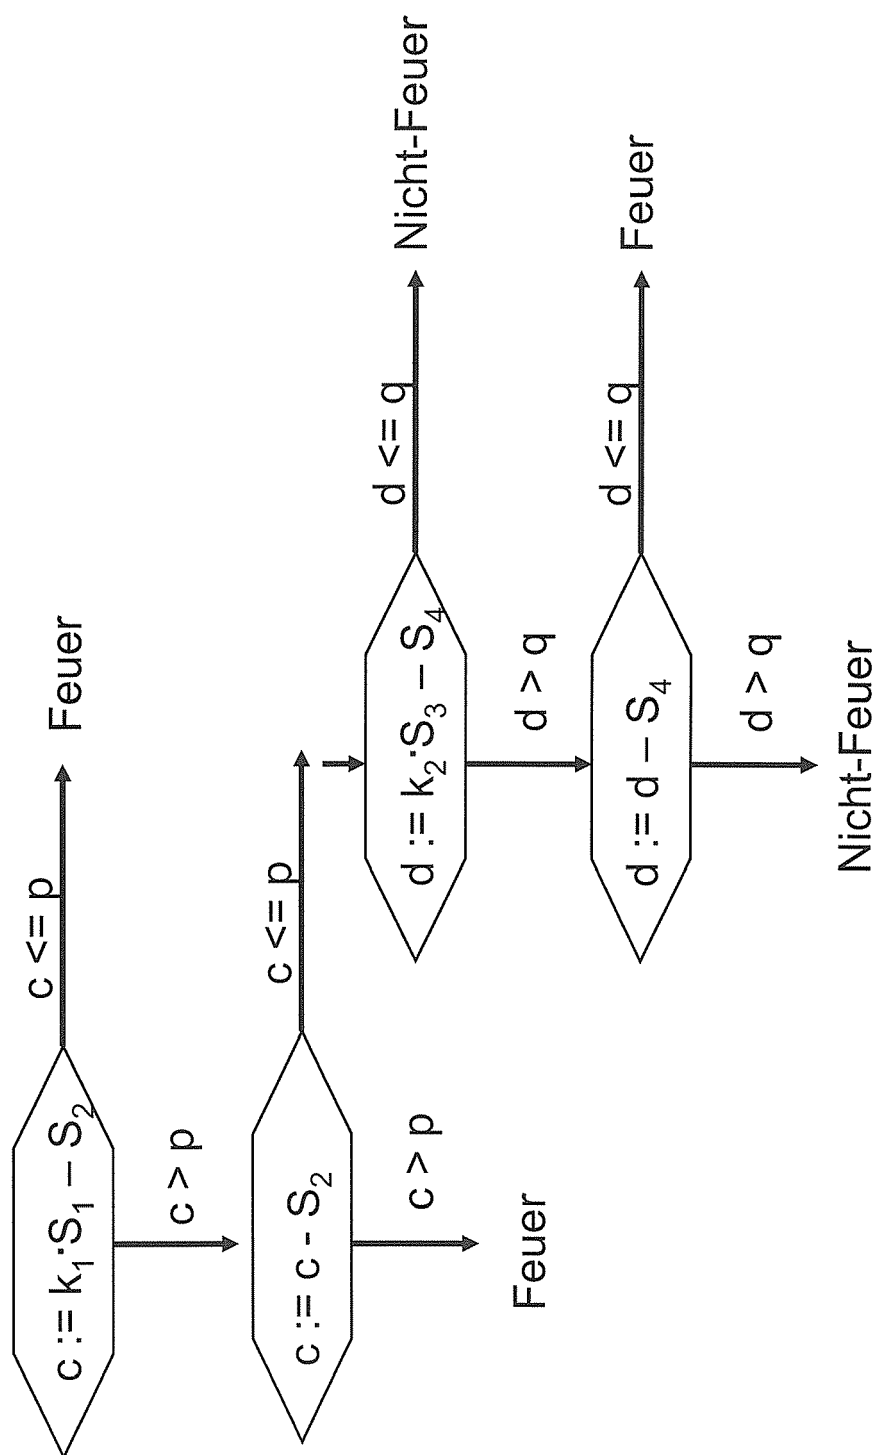 c := k₁·S₁ – S₂
c <= p
Feuer
c > p
c := c - S₂
c <= p
c > p
Feuer
d := k₂·S₃ – S₄
d <= q
Nicht-Feuer
d > q
d := d – S₄
d <= q
Feuer
d > q
Nicht-Feuer